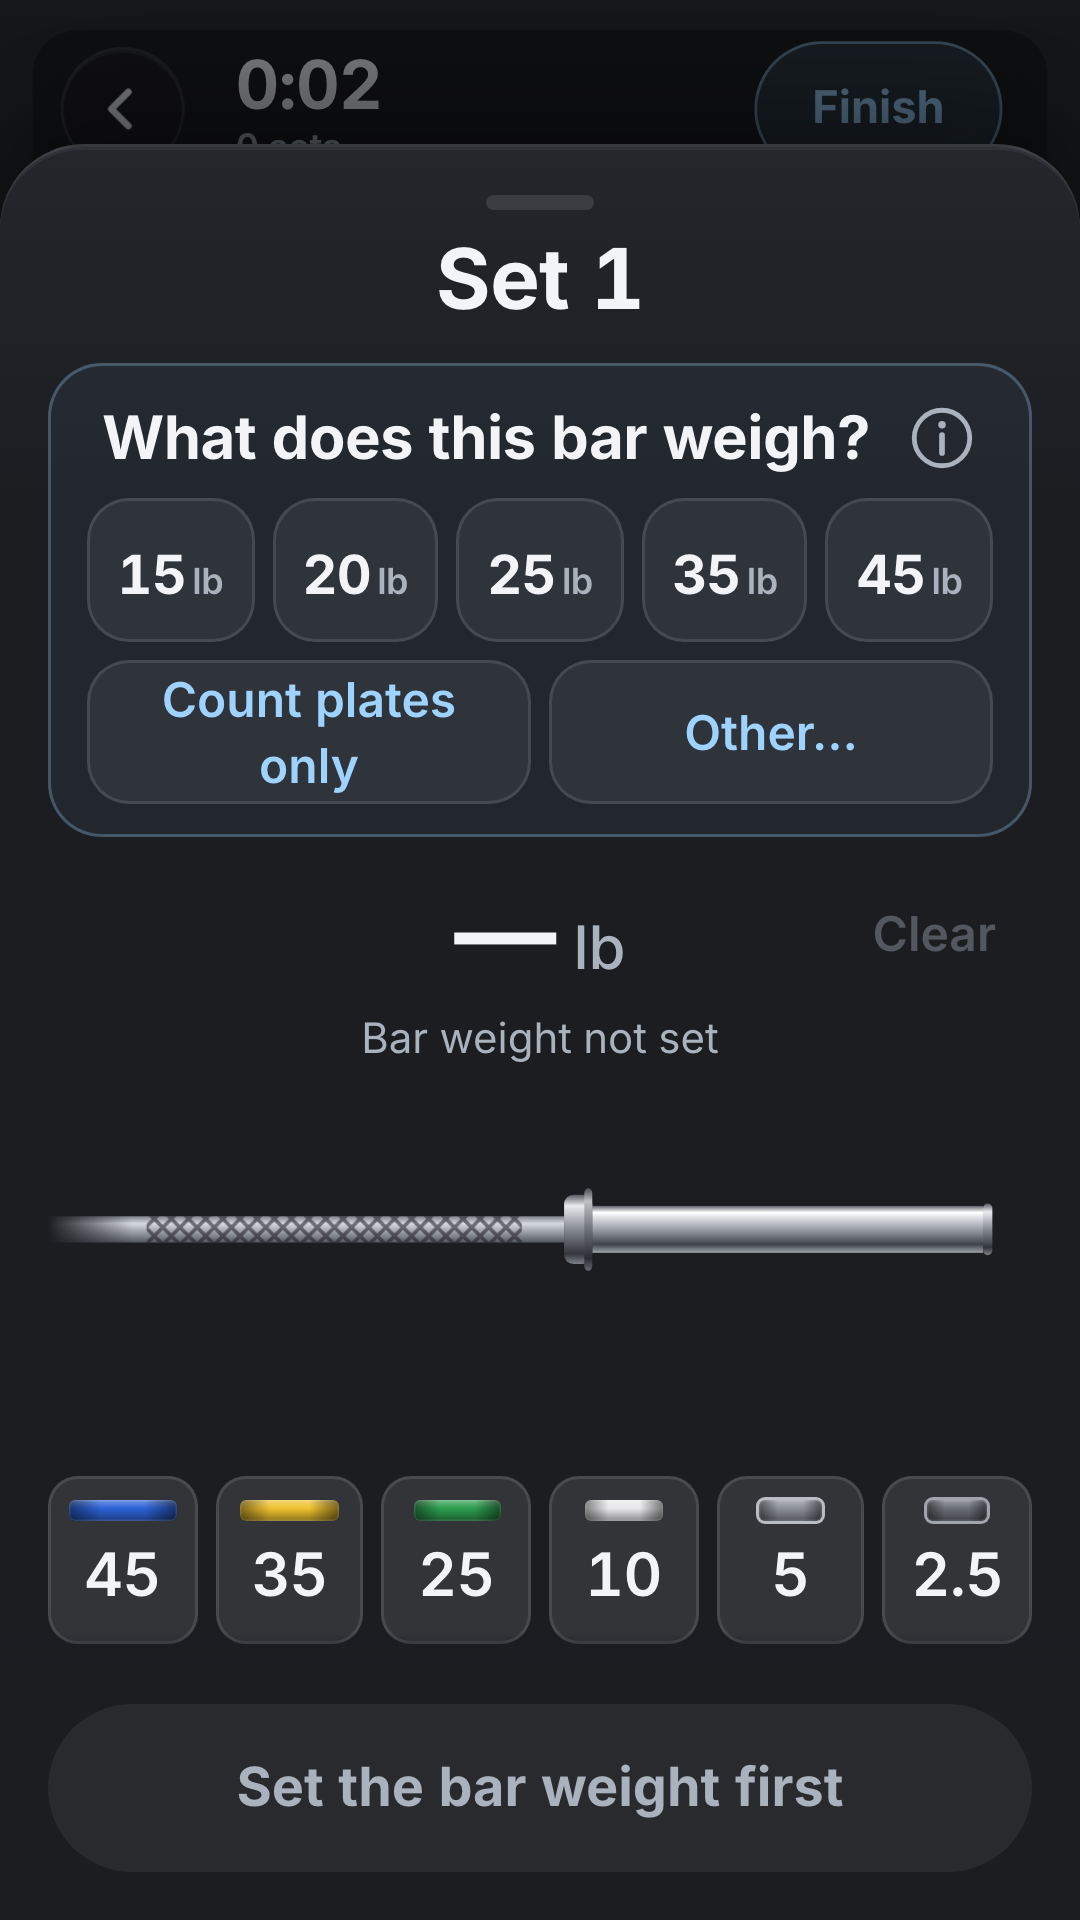 0:02
Finish
0 sets
Set 1
What does this bar weigh?
15 lb
20 lb
25 lb
35 lb
45 lb
Count plates
only
Other...
— lb
Clear
Bar weight not set
45
35
25
10
5
2.5
Set the bar weight first